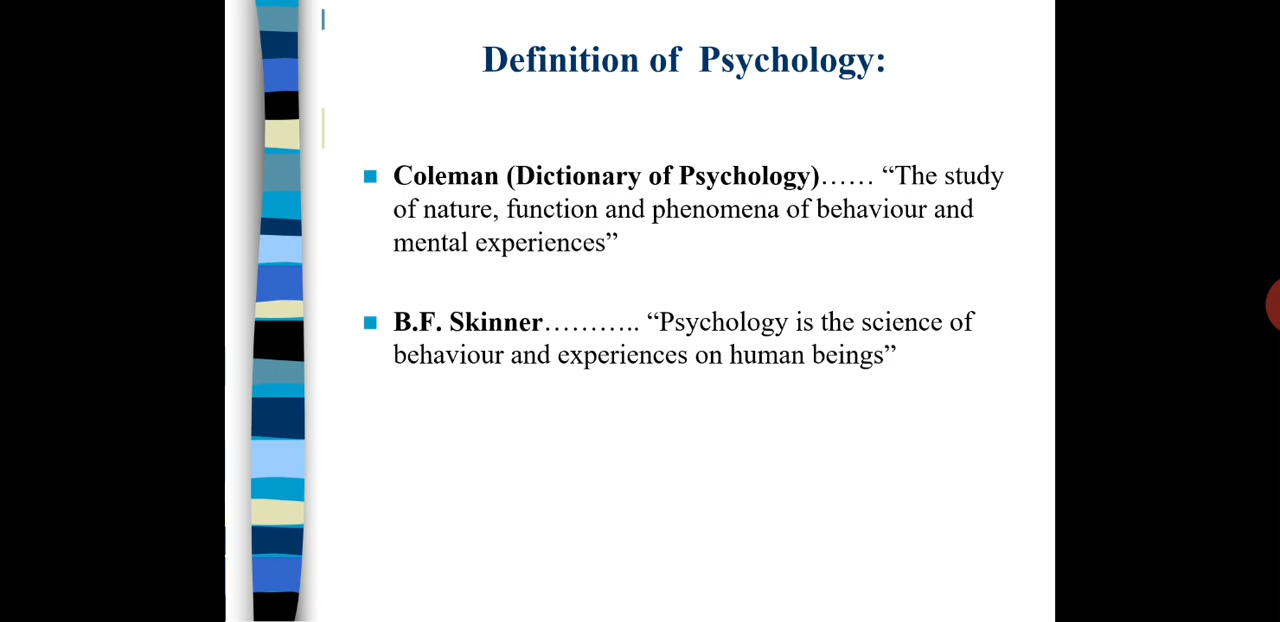 Definition of Psychology:
Coleman (Dictionary of Psychology)…… “The study
of nature, function and phenomena of behaviour and
mental experiences”
B.F. Skinner……….. “Psychology is the science of
behaviour and experiences on human beings”